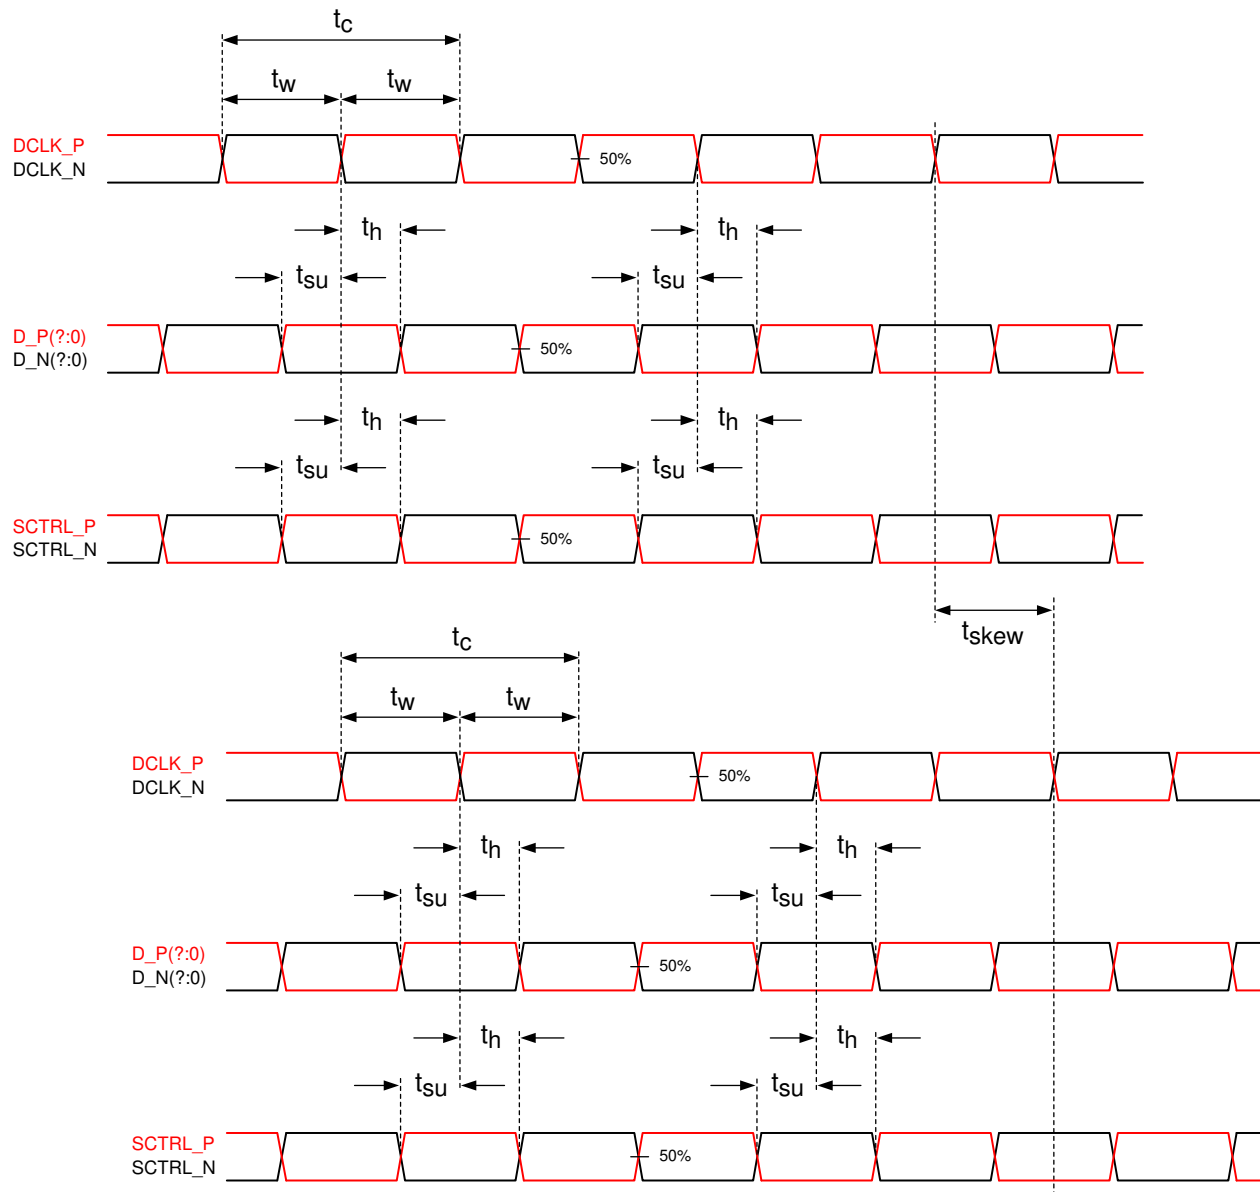 tc
tw tw
DCLK_P
DCLK_N
50%
th th
tsu tsu
D_P(?:0)
D_N(?:0)
50%
th th
tsu tsu
SCTRL_P
SCTRL_N
50%
tskew
tc
tw tw
DCLK_P
DCLK_N
50%
th th
tsu tsu
D_P(?:0)
D_N(?:0)
50%
th th
tsu tsu
SCTRL_P
SCTRL_N
50%